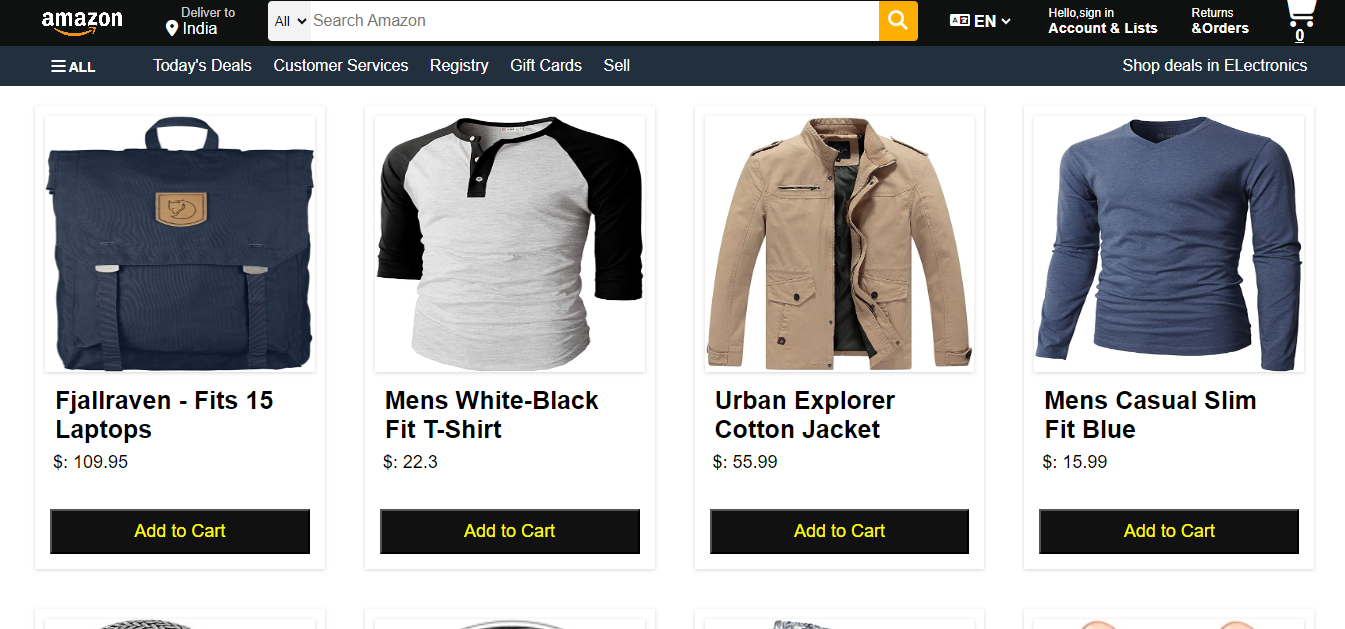 amazon
Deliver to
India
All
Search Amazon
EN
Hello,sign in
Account & Lists
Returns
&Orders
0
ALL
Today's Deals
Customer Services
Registry
Gift Cards
Sell
Shop deals in ELectronics
Fjallraven - Fits 15
Laptops
$: 109.95
Add to Cart
Mens White-Black
Fit T-Shirt
$: 22.3
Add to Cart
Urban Explorer
Cotton Jacket
$: 55.99
Add to Cart
Mens Casual Slim
Fit Blue
$: 15.99
Add to Cart